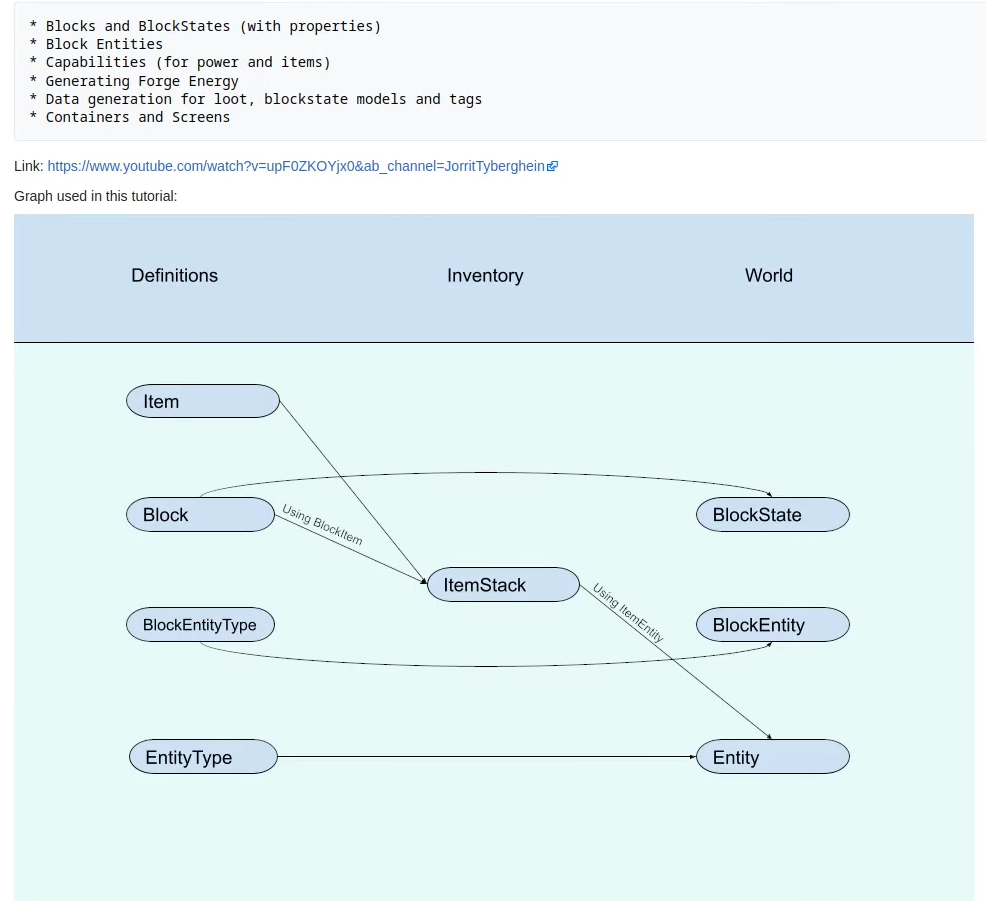 * Blocks and BlockStates (with properties)
* Block Entities
* Capabilities (for power and items)
* Generating Forge Energy
* Data generation for loot, blockstate models and tags
* Containers and Screens
Link: https://www.youtube.com/watch?v=upF0ZKOYjx0&ab_channel=JorritTyberghein
Graph used in this tutorial:
Definitions
Inventory
World
Item
Block
Using BlockItem
BlockState
ItemStack
Using ItemEntity
BlockEntityType
BlockEntity
EntityType
Entity